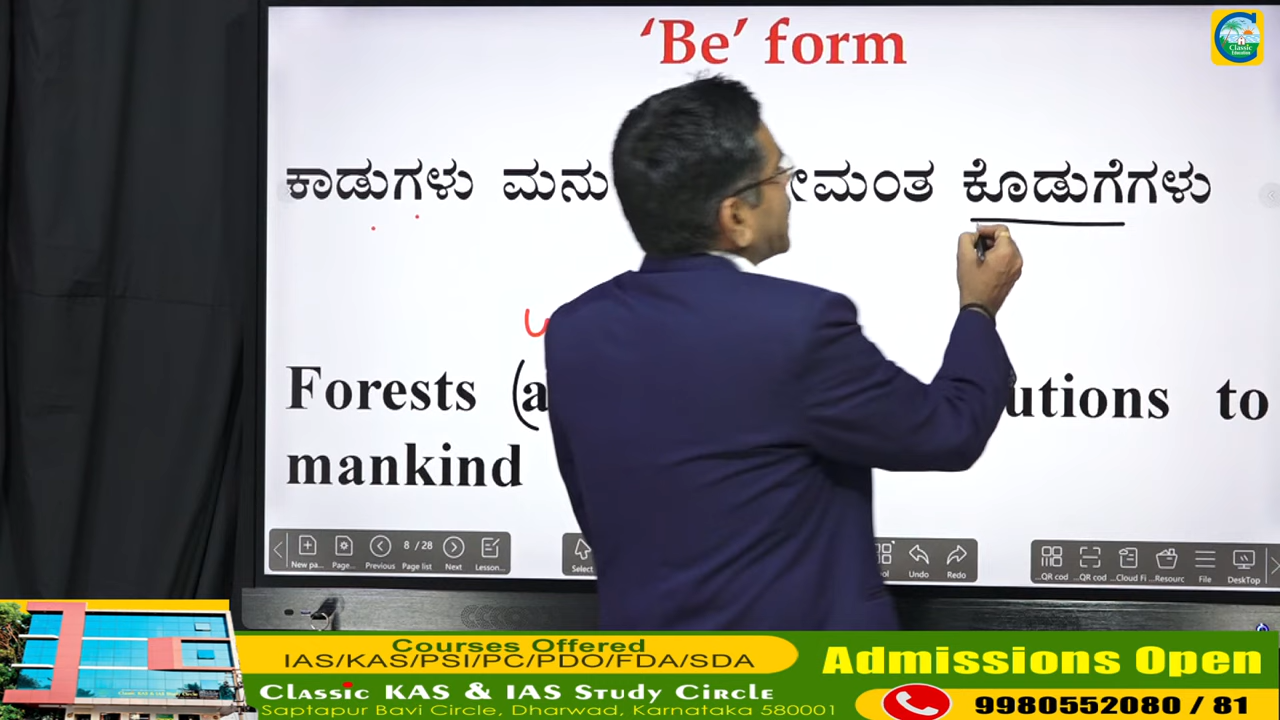 'Be' form
Classic
Education
ಕಾಡುಗಳು ಮನು ಮಂತ ಕೊಡುಗೆಗಳು
Forests (a utions to
mankind
8 /28
New pa... Page... Previous Page list Next Lesson... Select Undo Redo ...QR cod ...QR cod ...Cloud Fi ...Resourc File DeskTop
Courses Offered
IAS/KAS/PSI/PC/PDO/FDA/SDA
Admissions Open
Classic KAS & IAS Study Circle
Saptapur Bavi Circle, Dharwad, Karnataka 580001
9980552080 / 81